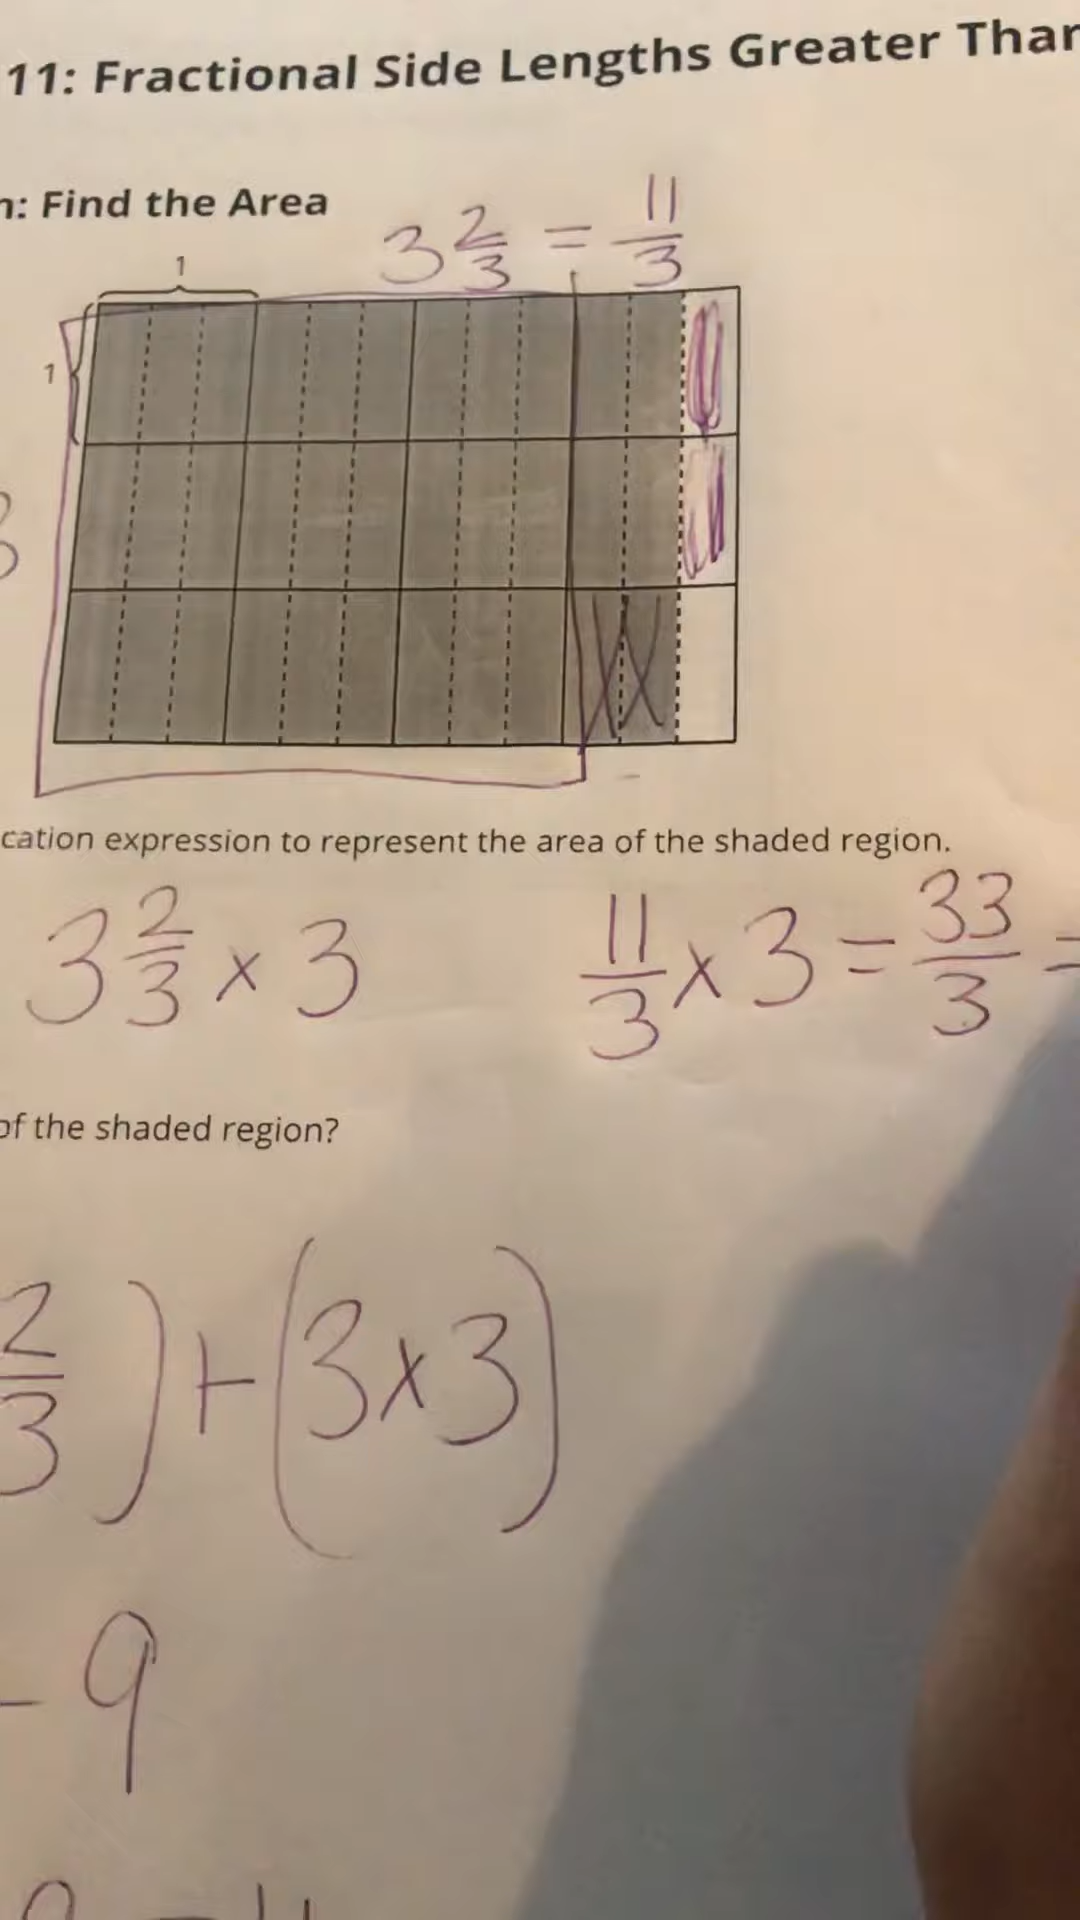 11: Fractional Side Lengths Greater Than
n: Find the Area
3 2/3 = 11/3
1
1
3
cation expression to represent the area of the shaded region.
3 2/3 x 3 11/3 x 3 = 33/3 =
of the shaded region?
2/3 ) + (3x3)
9